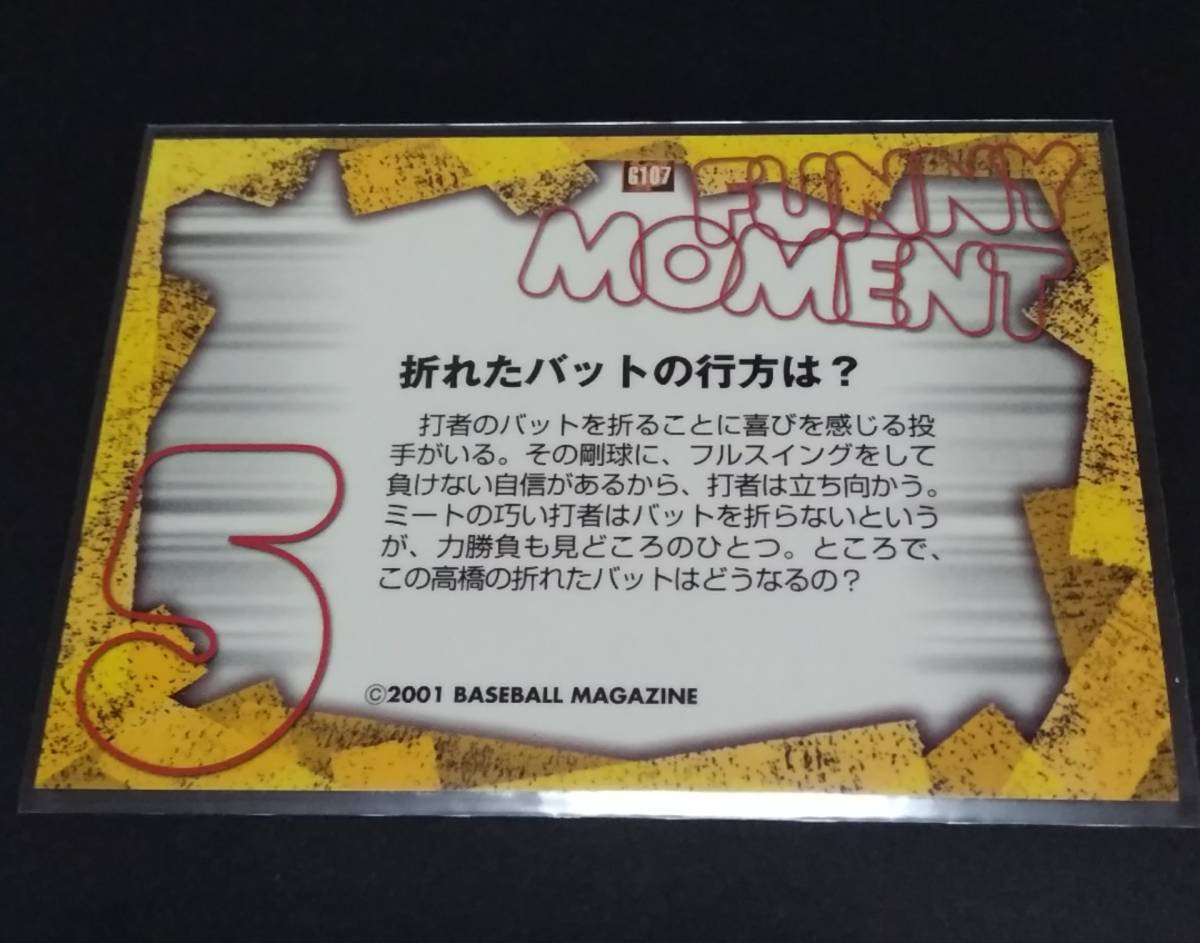 G107
FUNNY
MOMENT
折れたバットの行方は？
打者のバットを折ることに喜びを感じる投
手がいる。その剛球に、フルスイングをして
負けない自信があるから、打者は立ち向かう。
ミートの巧い打者はバットを折らないという
が、力勝負も見どころのひとつ。ところで、
この高橋の折れたバットはどうなるの？
5
©2001 BASEBALL MAGAZINE